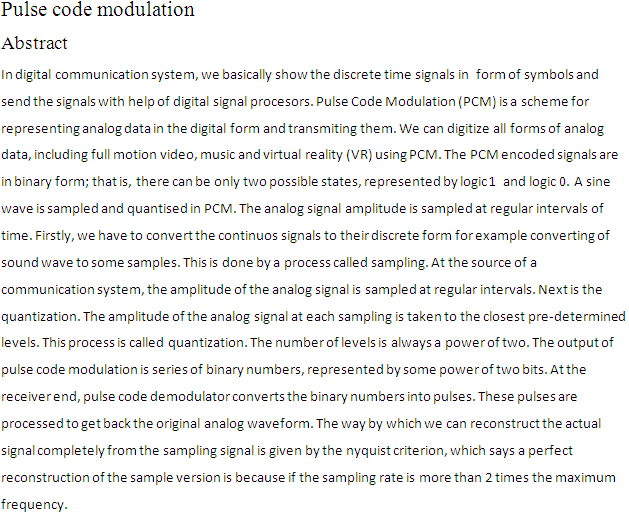 Pulse code modulation
Abstract
In digital communication system, we basically show the discrete time signals in form of symbols and
send the signals with help of digital signal procesors. Pulse Code Modulation (PCM) is a scheme for
representing analog data in the digital form and transmiting them. We can digitize all forms of analog
data, including full motion video, music and virtual reality (VR) using PCM. The PCM encoded signals are
in binary form; that is, there can be only two possible states, represented by logic 1 and logic 0. A sine
wave is sampled and quantised in PCM. The analog signal amplitude is sampled at regular intervals of
time. Firstly, we have to convert the continuos signals to their discrete form for example converting of
sound wave to some samples. This is done by a process called sampling. At the source of a
communication system, the amplitude of the analog signal is sampled at regular intervals. Next is the
quantization. The amplitude of the analog signal at each sampling is taken to the closest pre-determined
levels. This process is called quantization. The number of levels is always a power of two. The output of
pulse code modulation is series of binary numbers, represented by some power of two bits. At the
receiver end, pulse code demodulator converts the binary numbers into pulses. These pulses are
processed to get back the original analog waveform. The way by which we can reconstruct the actual
signal completely from the sampling signal is given by the nyquist criterion, which says a perfect
reconstruction of the sample version is because if the sampling rate is more than 2 times the maximum
frequency.